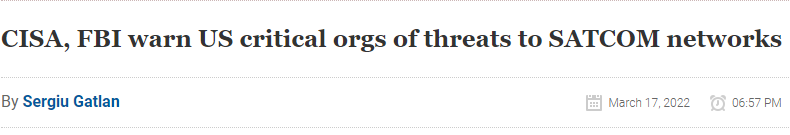 CISA, FBI warn US critical orgs of threats to SATCOM networks
By Sergiu Gatlan March 17, 2022 06:57 PM